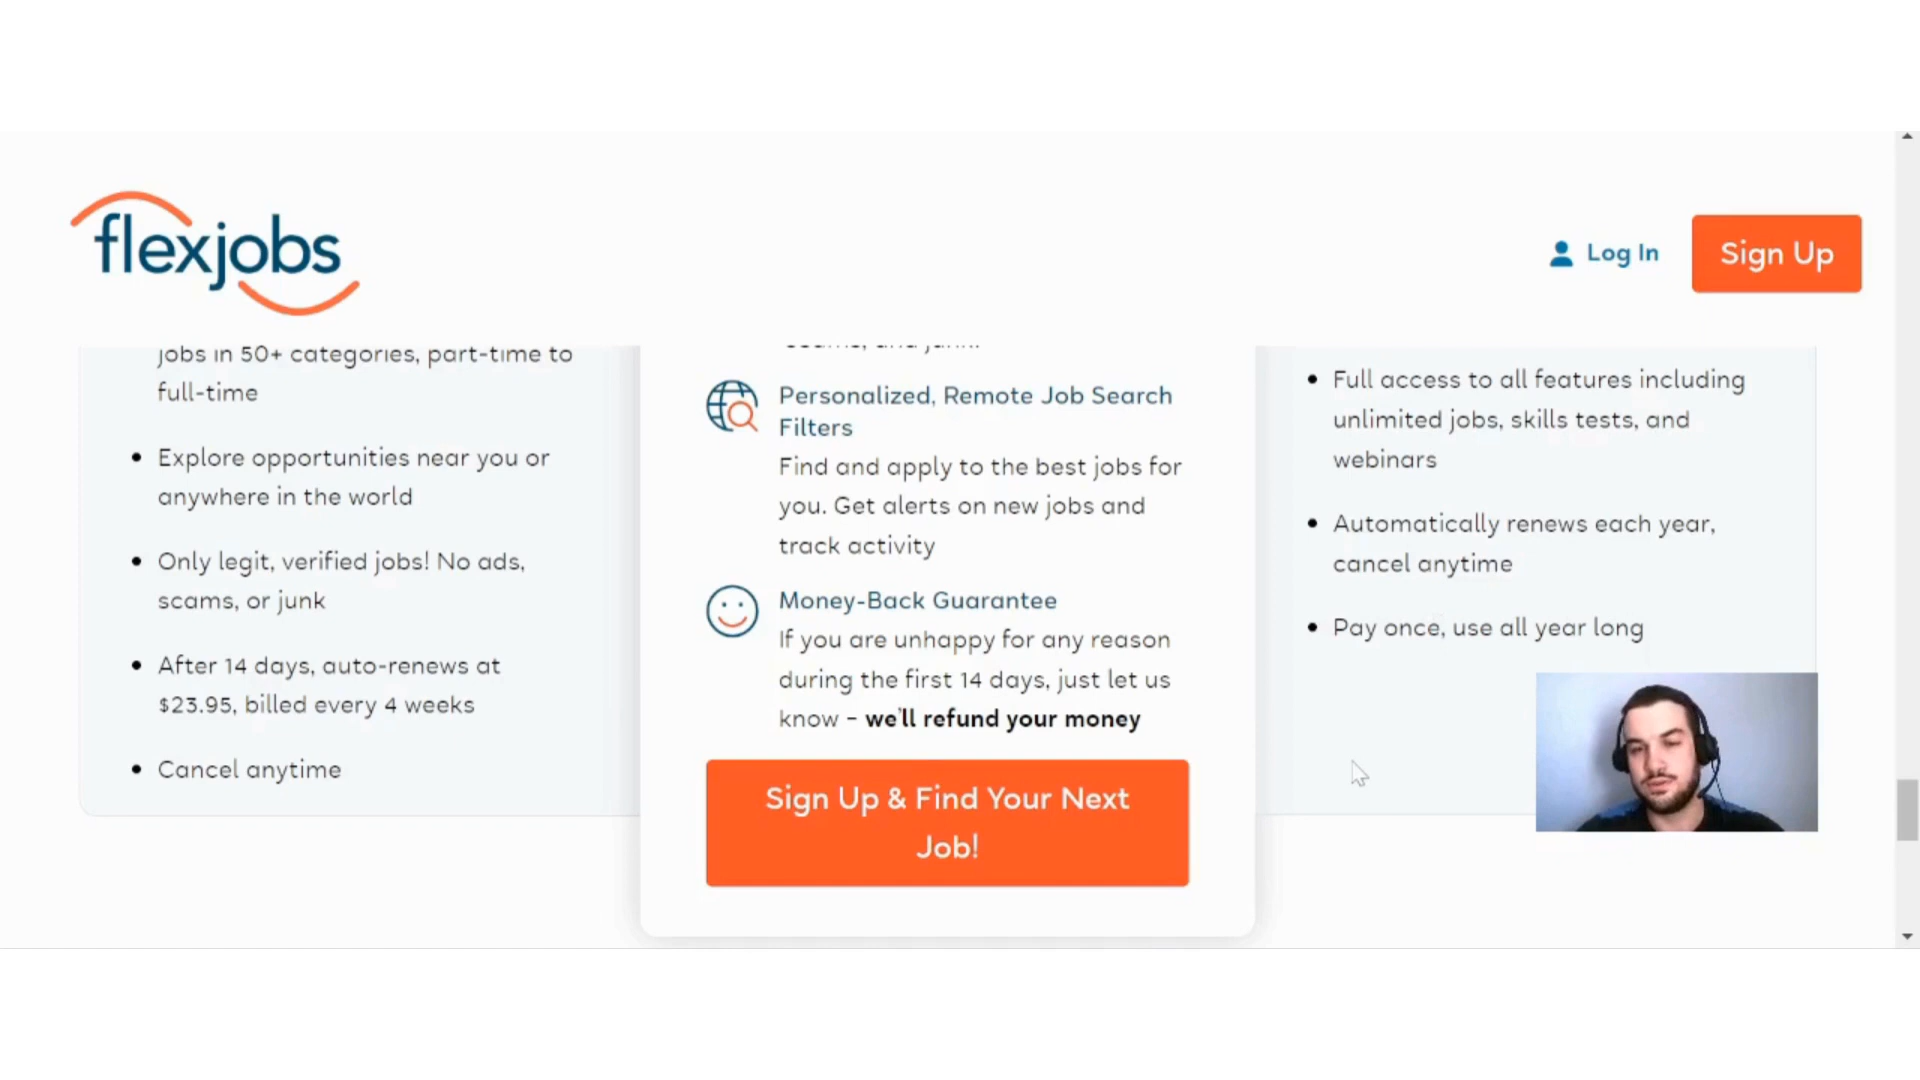 flexjobs
Log In
Sign Up
jobs in 50+ categories, part-time to
full-time
• Explore opportunities near you or
anywhere in the world
• Only legit, verified jobs! No ads,
scams, or junk
• After 14 days, auto-renews at
$23.95, billed every 4 weeks
• Cancel anytime
Personalized, Remote Job Search
Filters
Find and apply to the best jobs for
you. Get alerts on new jobs and
track activity
Money-Back Guarantee
If you are unhappy for any reason
during the first 14 days, just let us
know – we'll refund your money
Sign Up & Find Your Next
Job!
• Full access to all features including
unlimited jobs, skills tests, and
webinars
• Automatically renews each year,
cancel anytime
• Pay once, use all year long